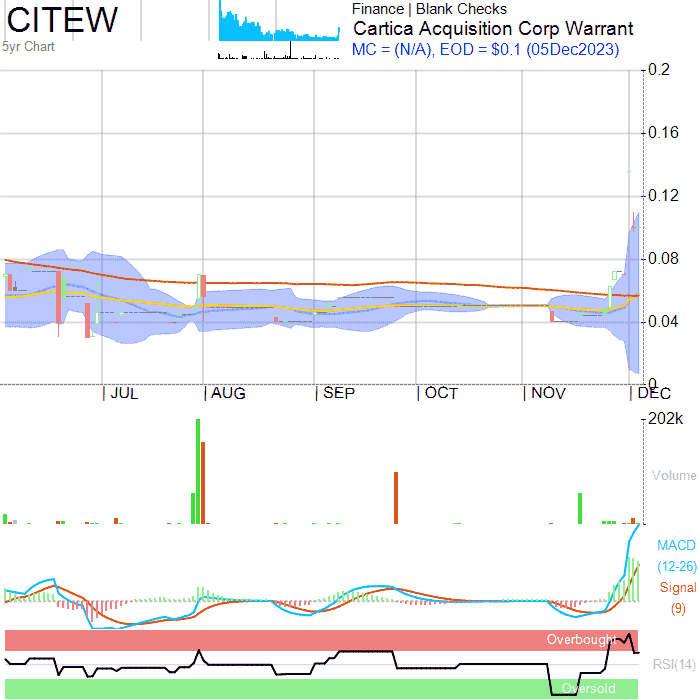 CITEW
5yr Chart
Finance | Blank Checks
Cartica Acquisition Corp Warrant
MC = (N/A), EOD = $0.1 (05Dec2023)
0.2
0.16
0.12
0.08
0.04
0
JUL AUG SEP OCT NOV DEC
202k
Volume
MACD
(12-26)
Signal
(9)
Overbought
RSI(14)
Oversold